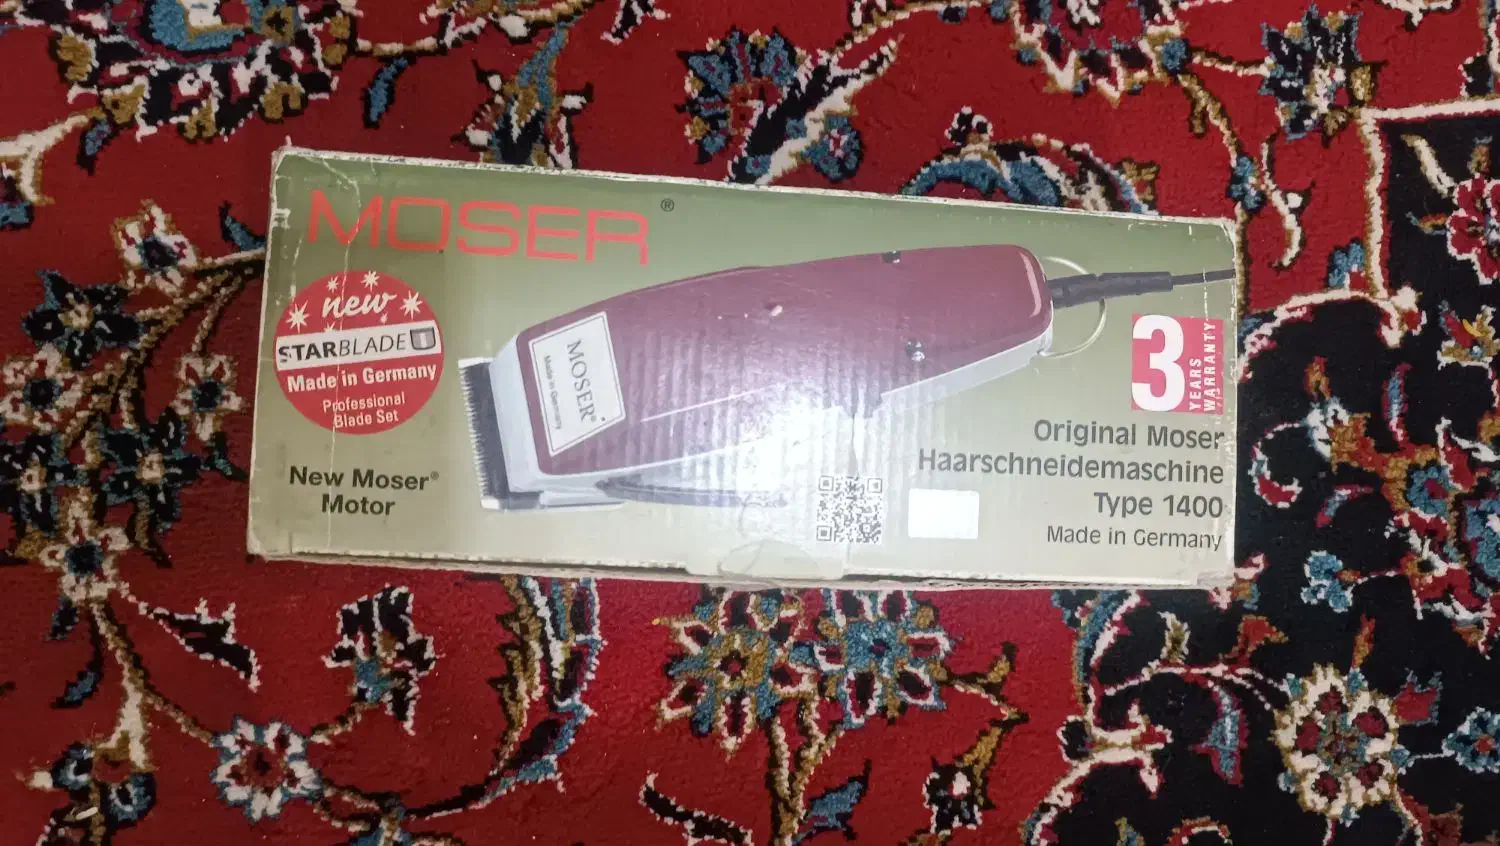 MOSER®
new
STARBLADE
Made in Germany
Professional
Blade Set
New Moser®
Motor
MOSER®
Made in Germany
3
YEARS
WARRANTY
Original Moser
Haarschneidemaschine
Type 1400
Made in Germany